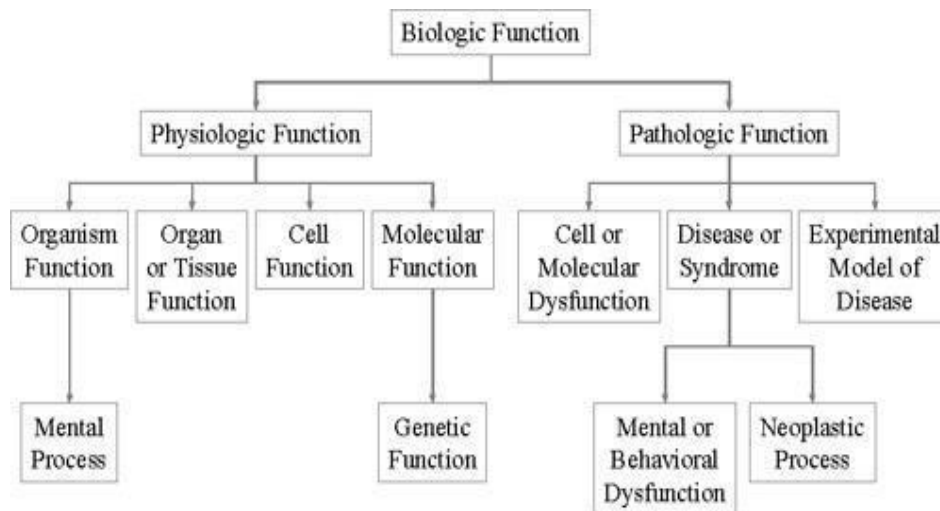 Biologic Function
Physiologic Function
Pathologic Function
Organism
Function
Organ
or Tissue
Function
Cell
Function
Molecular
Function
Cell or
Molecular
Dysfunction
Disease or
Syndrome
Experimental
Model of
Disease
Mental
Process
Genetic
Function
Mental or
Behavioral
Dysfunction
Neoplastic
Process